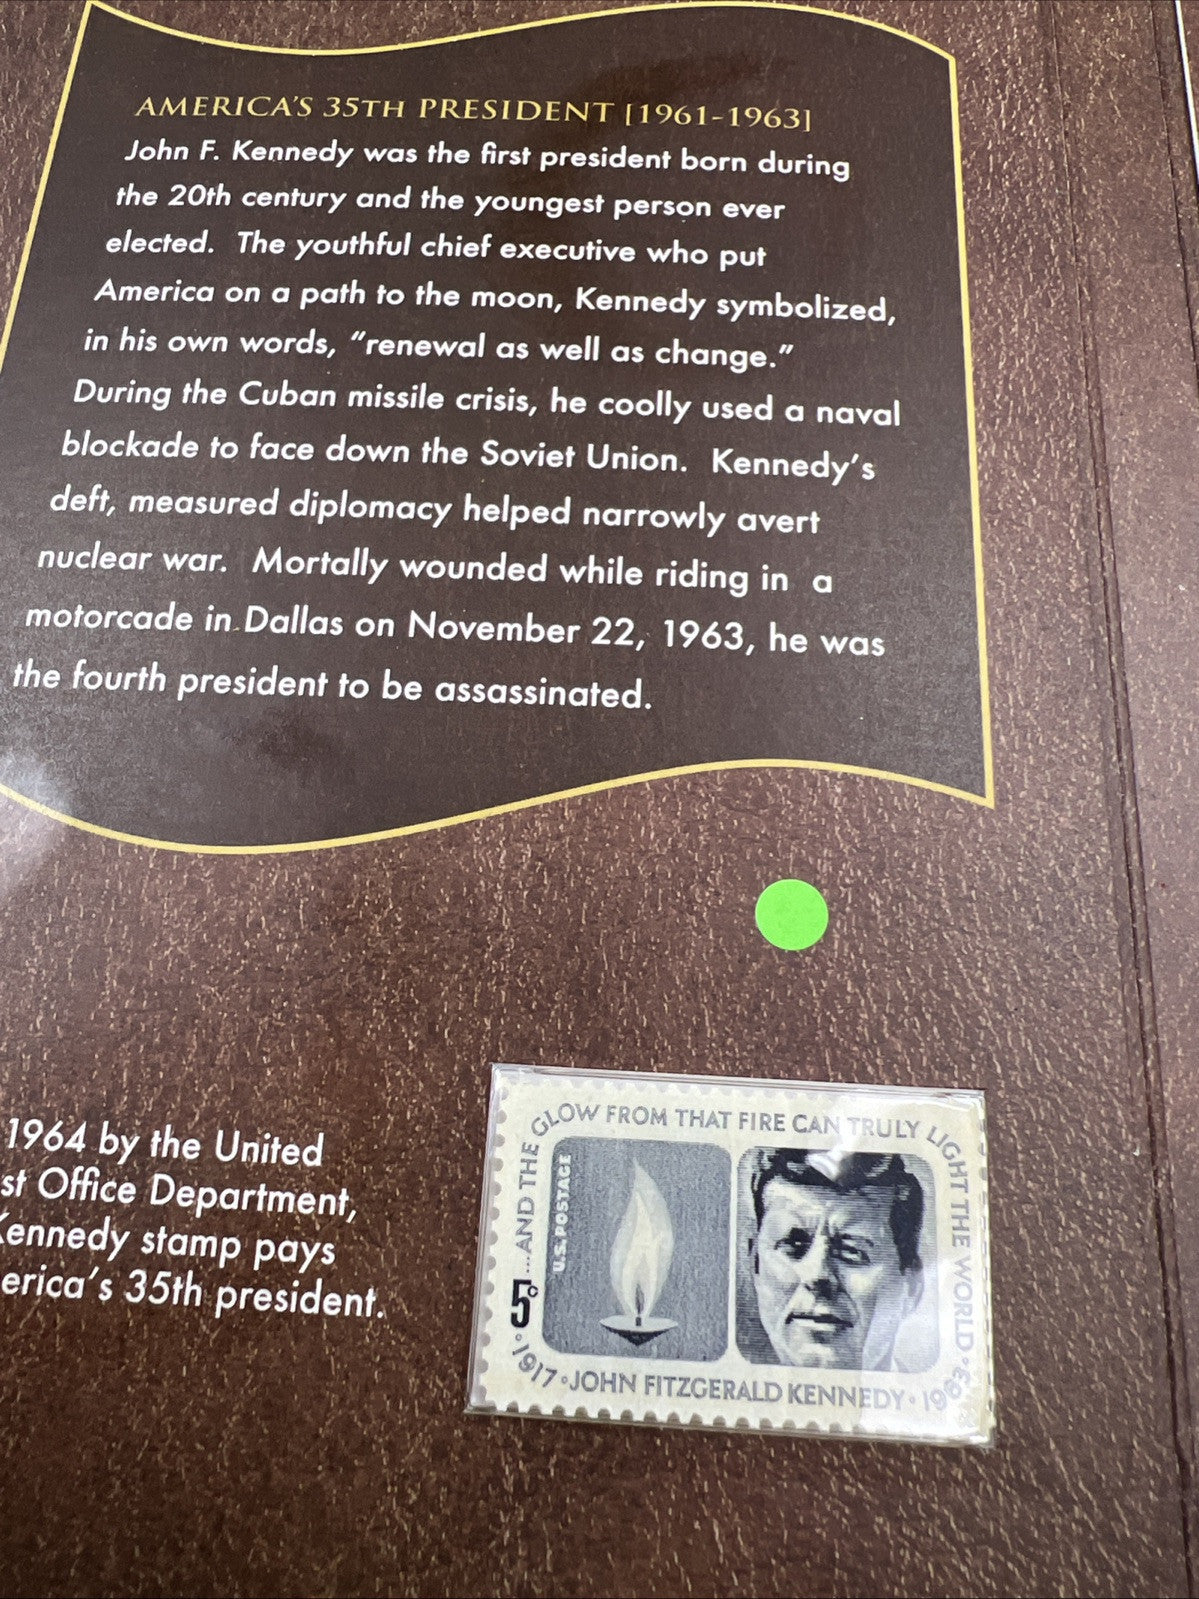 AMERICA'S 35TH PRESIDENT [1961-1963]
John F. Kennedy was the first president born during
the 20th century and the youngest person ever
elected. The youthful chief executive who put
America on a path to the moon, Kennedy symbolized,
in his own words, "renewal as well as change."
During the Cuban missile crisis, he coolly used a naval
blockade to face down the Soviet Union. Kennedy's
deft, measured diplomacy helped narrowly avert
nuclear war. Mortally wounded while riding in a
motorcade in Dallas on November 22, 1963, he was
the fourth president to be assassinated.
1964 by the United
st Office Department,
Kennedy stamp pays
erica's 35th president.
....AND THE GLOW FROM THAT FIRE CAN TRULY LIGHT THE WORLD
U.S. POSTAGE
5¢
1917 • JOHN FITZGERALD KENNEDY • 1963